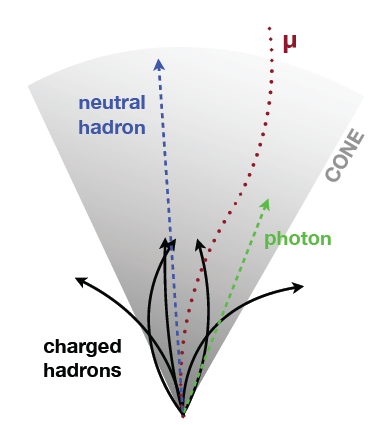 μ
neutral
hadron
CONE
photon
charged
hadrons